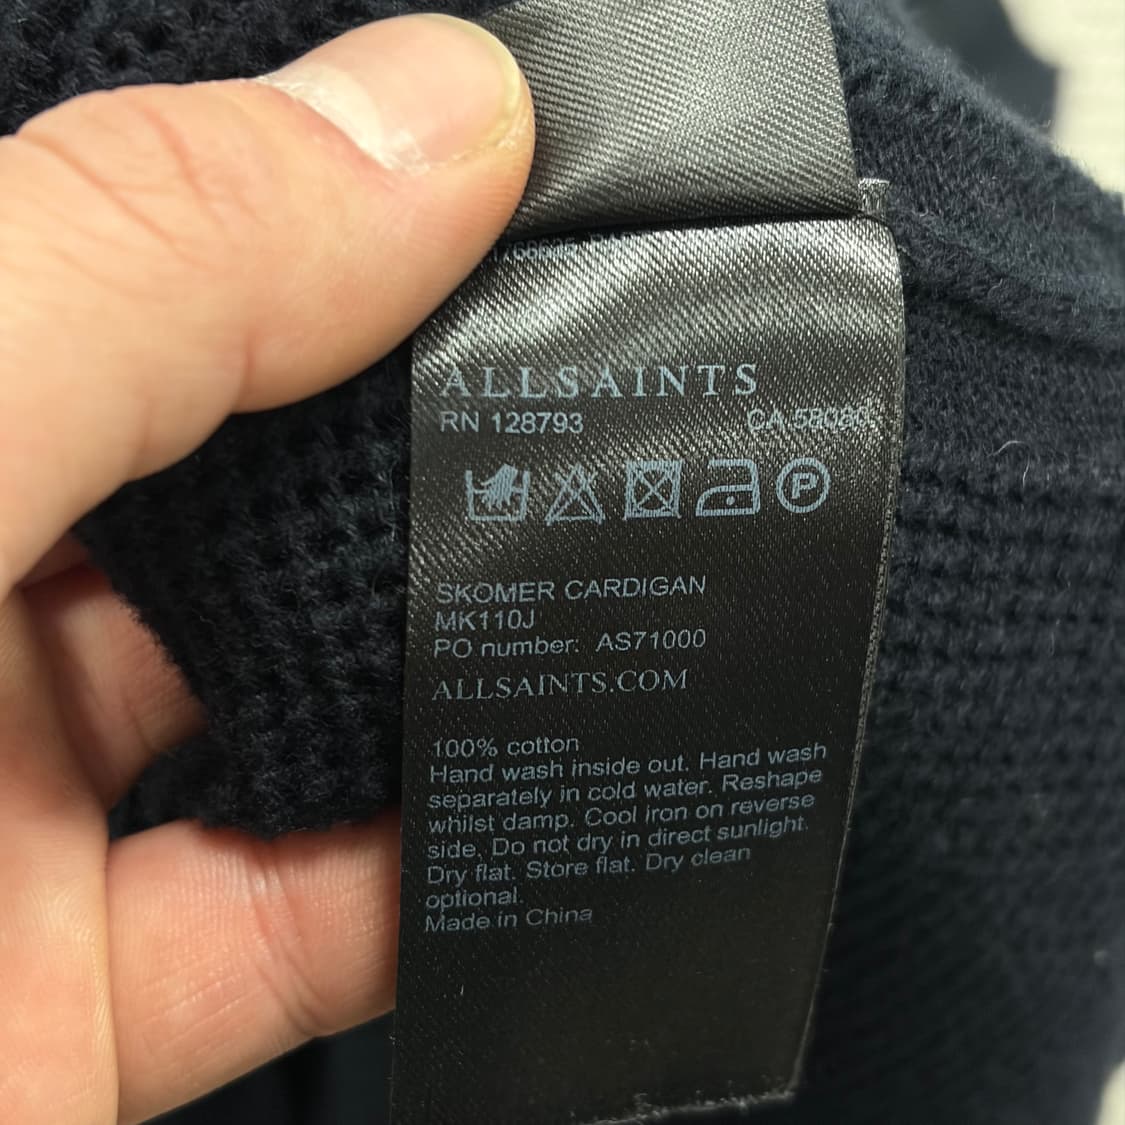 ALLSAINTS
RN 128793 CA 58080
P
SKOMER CARDIGAN
MK110J
PO number: AS71000
ALLSAINTS.COM
100% cotton
Hand wash inside out. Hand wash
separately in cold water. Reshape
whilst damp. Cool iron on reverse
side. Do not dry in direct sunlight.
Dry flat. Store flat. Dry clean
optional.
Made in China